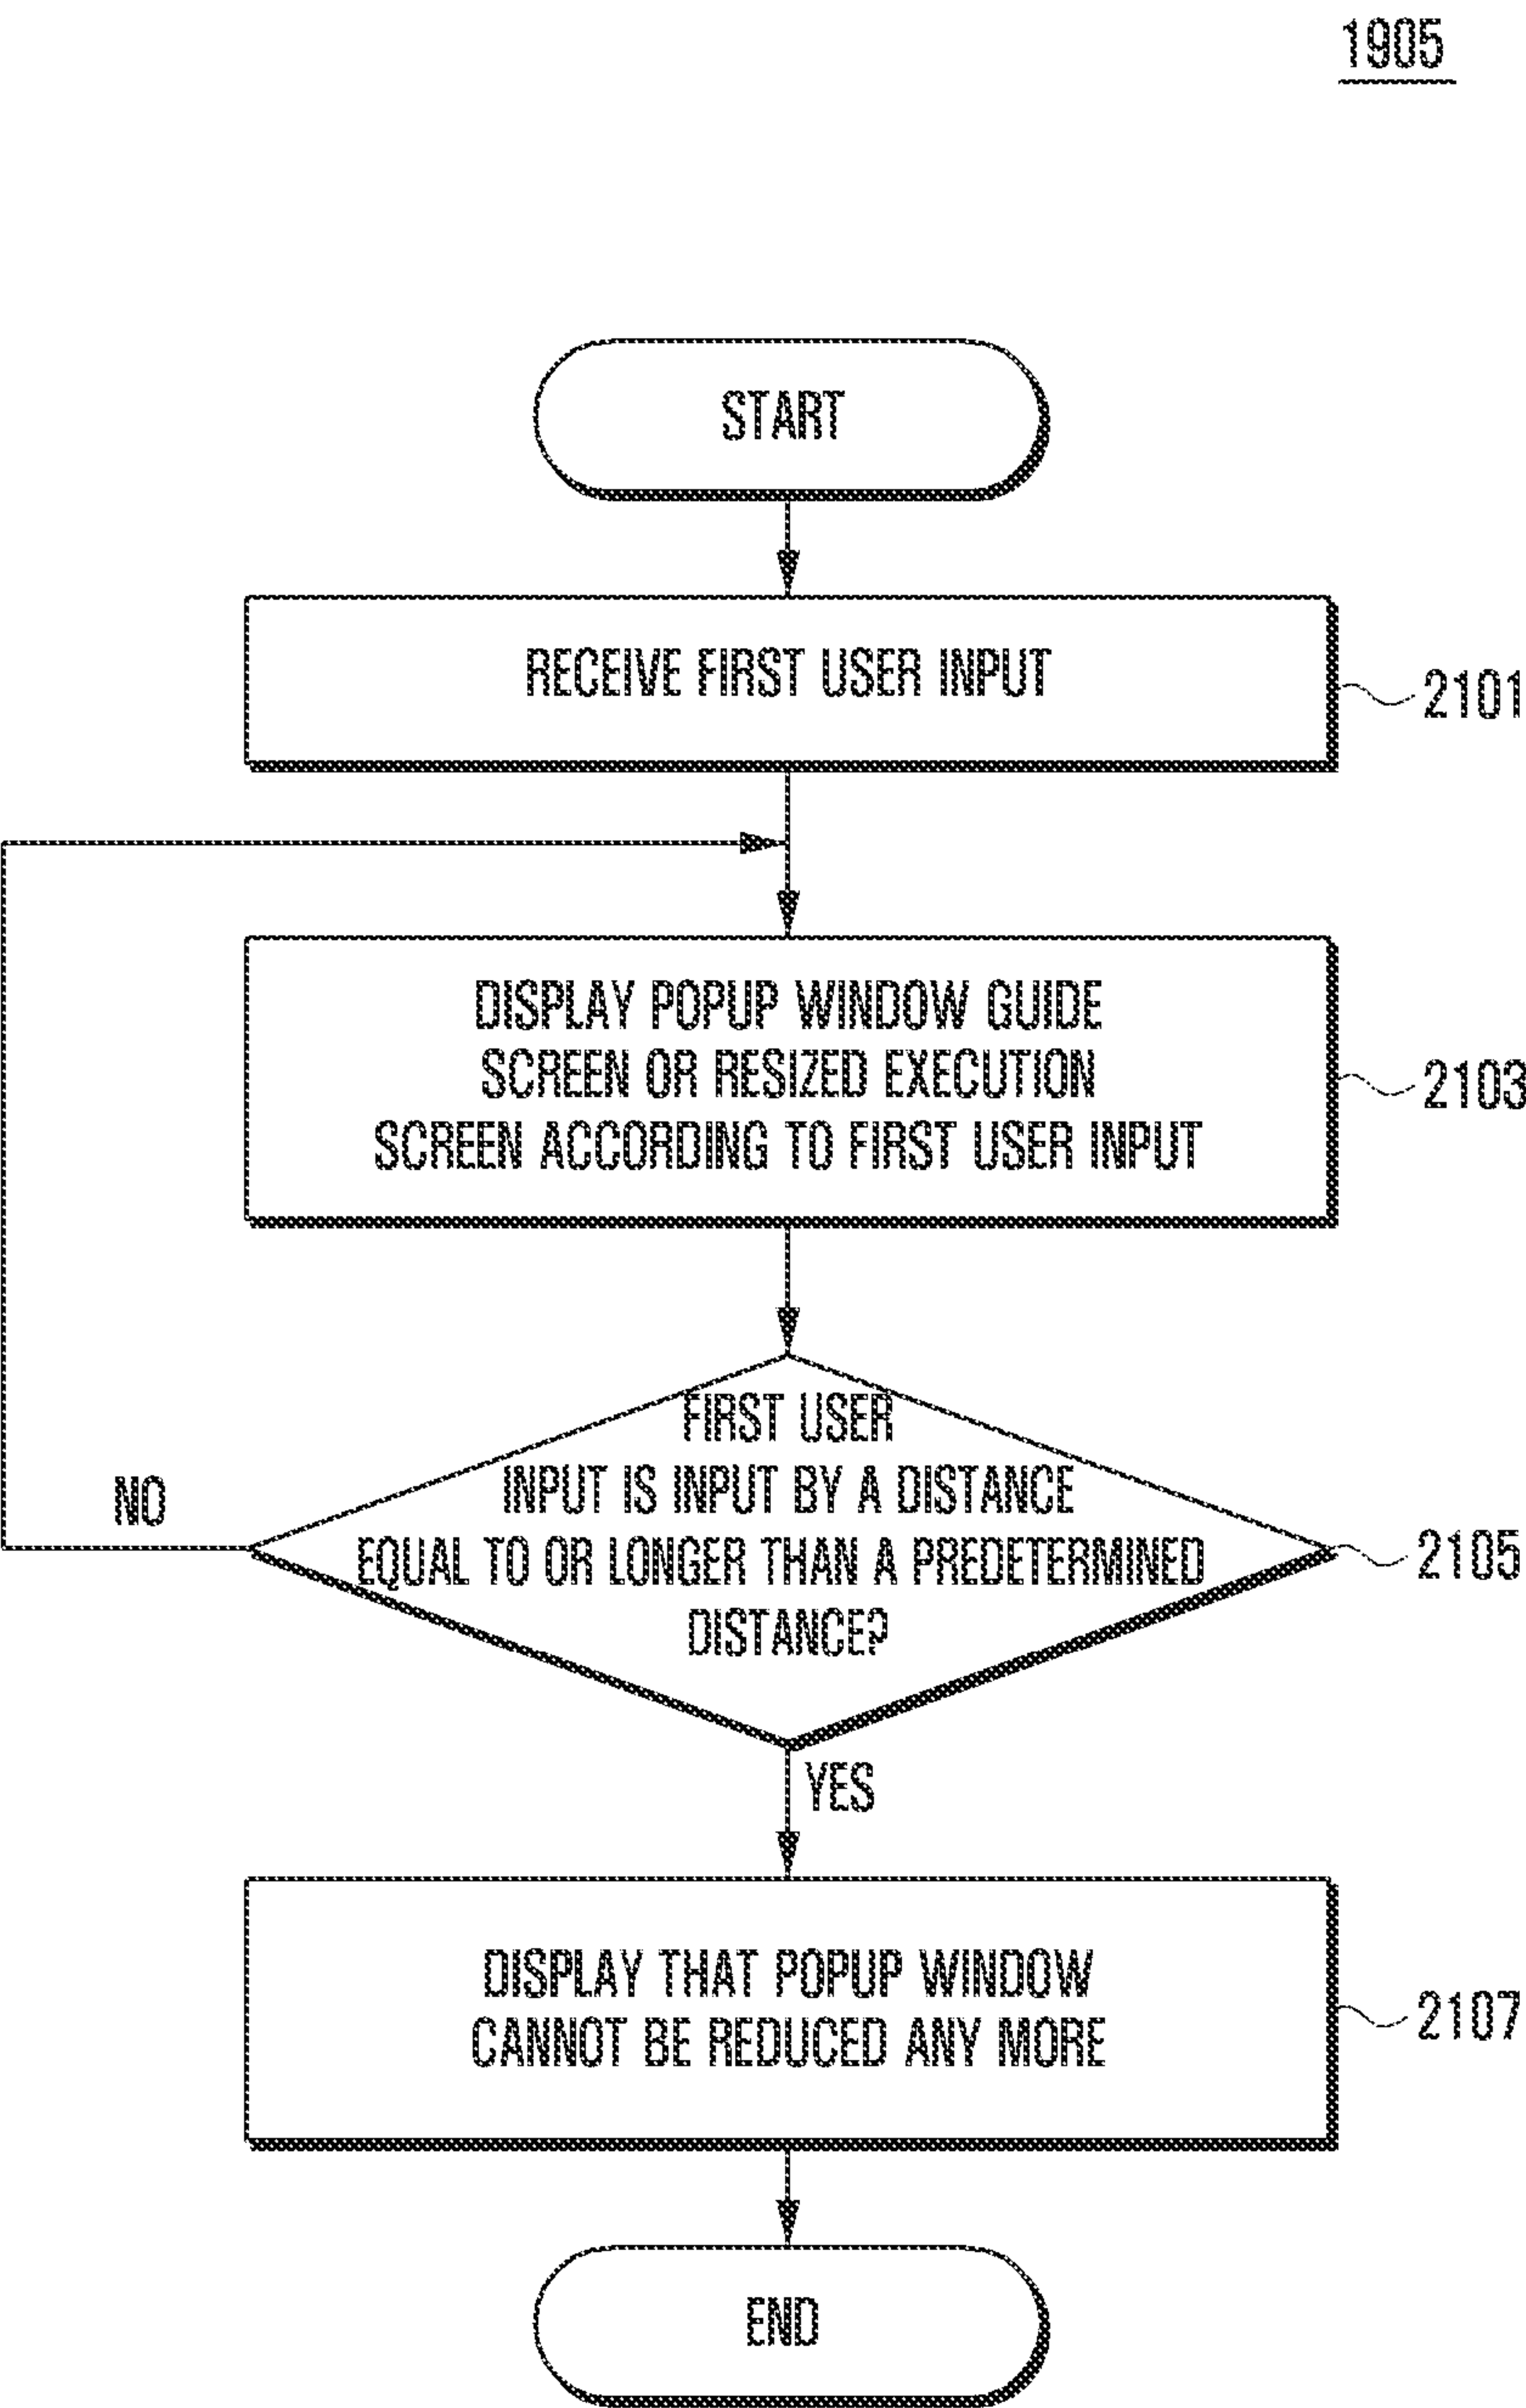 1905
START
RECEIVE FIRST USER INPUT
2101
DISPLAY POPUP WINDOW GUIDE
SCREEN OR RESIZED EXECUTION
SCREEN ACCORDING TO FIRST USER INPUT
2103
FIRST USER
INPUT IS INPUT BY A DISTANCE
EQUAL TO OR LONGER THAN A PREDETERMINED
DISTANCE?
2105
NO
YES
DISPLAY THAT POPUP WINDOW
CANNOT BE REDUCED ANY MORE
2107
END